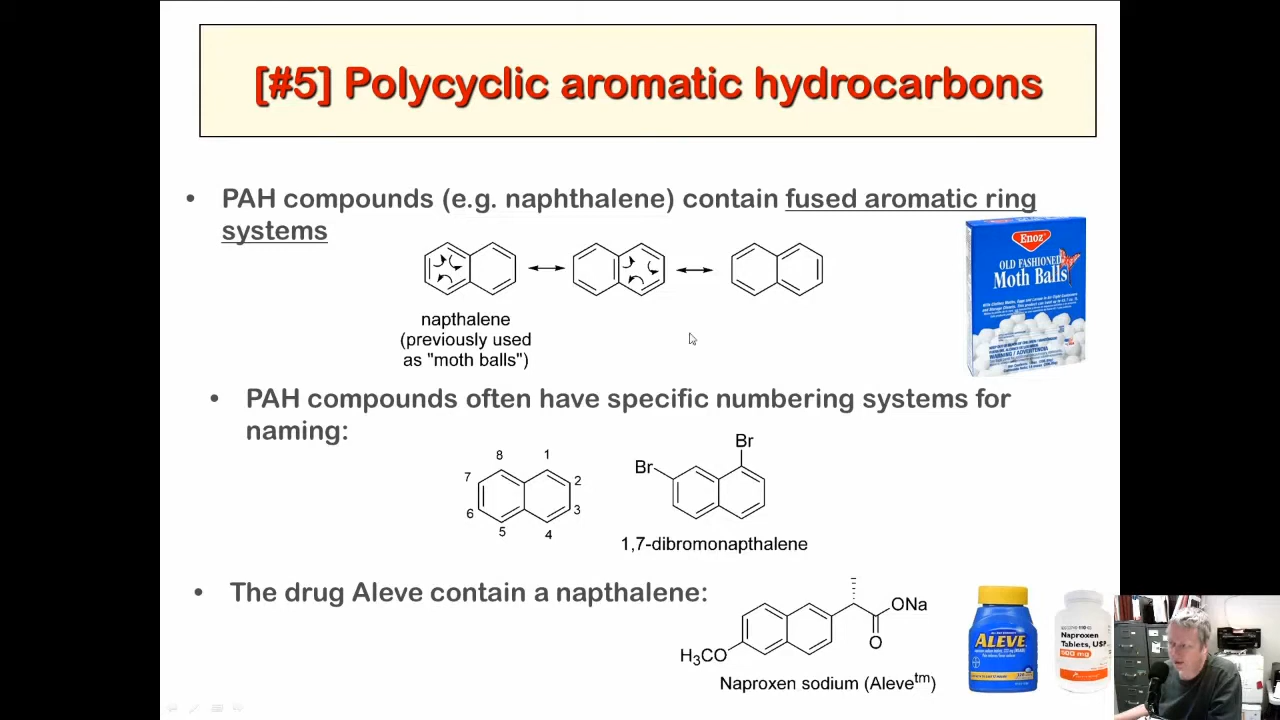 [#5] Polycyclic aromatic hydrocarbons
• PAH compounds (e.g. naphthalene) contain fused aromatic ring
systems
Enoz
OLD FASHIONED
Moth Balls
napthalene
(previously used
as "moth balls")
• PAH compounds often have specific numbering systems for
naming:
8 1
7 2
6 3
5 4
Br
Br
1,7-dibromonapthalene
• The drug Aleve contain a napthalene:
ONa
O
H3CO
Naproxen sodium (Alevetm)
ALEVE
Naproxen
Tablets, USP
500 mg